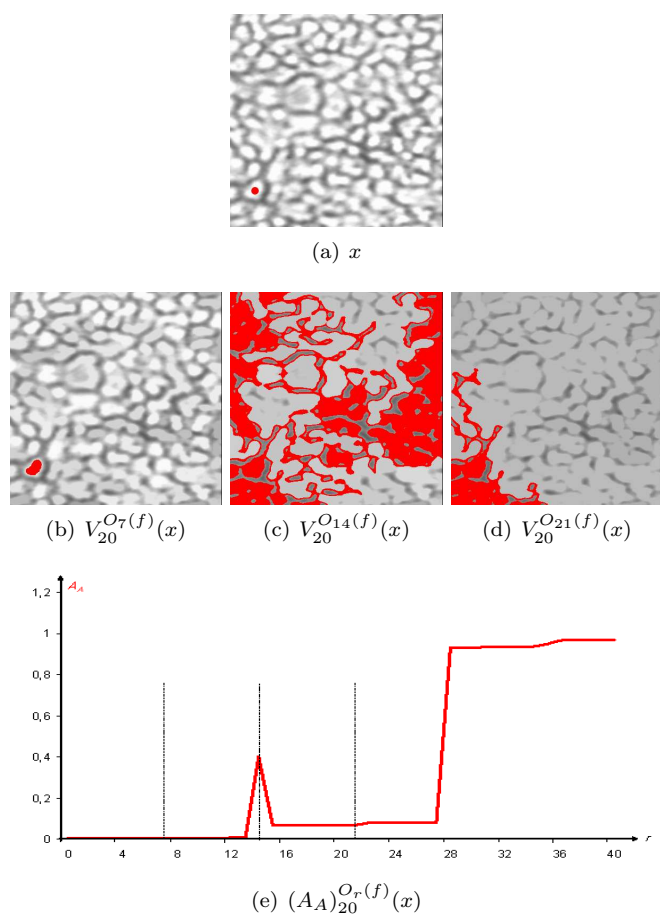 (a) x
(b) V_{20}^{O_7(f)}(x) (c) V_{20}^{O_{14}(f)}(x) (d) V_{20}^{O_{21}(f)}(x)
A_A
1,2
1
0,8
0,6
0,4
0,2
0
0 4 8 12 16 20 24 28 32 36 40 r
(e) (A_A)_{20}^{O_r(f)}(x)